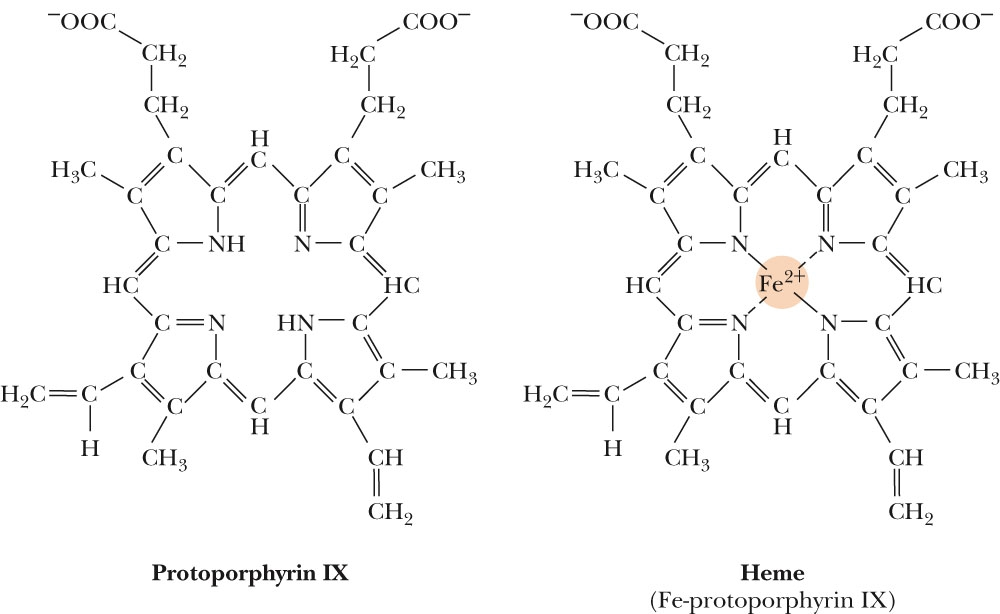 ⁻OOC COO⁻ ⁻OOC COO⁻
CH₂ H₂C CH₂ H₂C
CH₂ CH₂ CH₂ CH₂
H H
C C C C C C
H₃C CH₃ H₃C CH₃
C C C C C C C C
C NH N C C N N C
HC HC Fe²⁺ HC HC
C N HN C C N N C
C C C C CH₃ C C C C CH₃
H₂C C H₂C C
C C C C C C
H H
H CH₃ CH H CH₃ CH
CH₂ CH₂
Protoporphyrin IX Heme
(Fe-protoporphyrin IX)